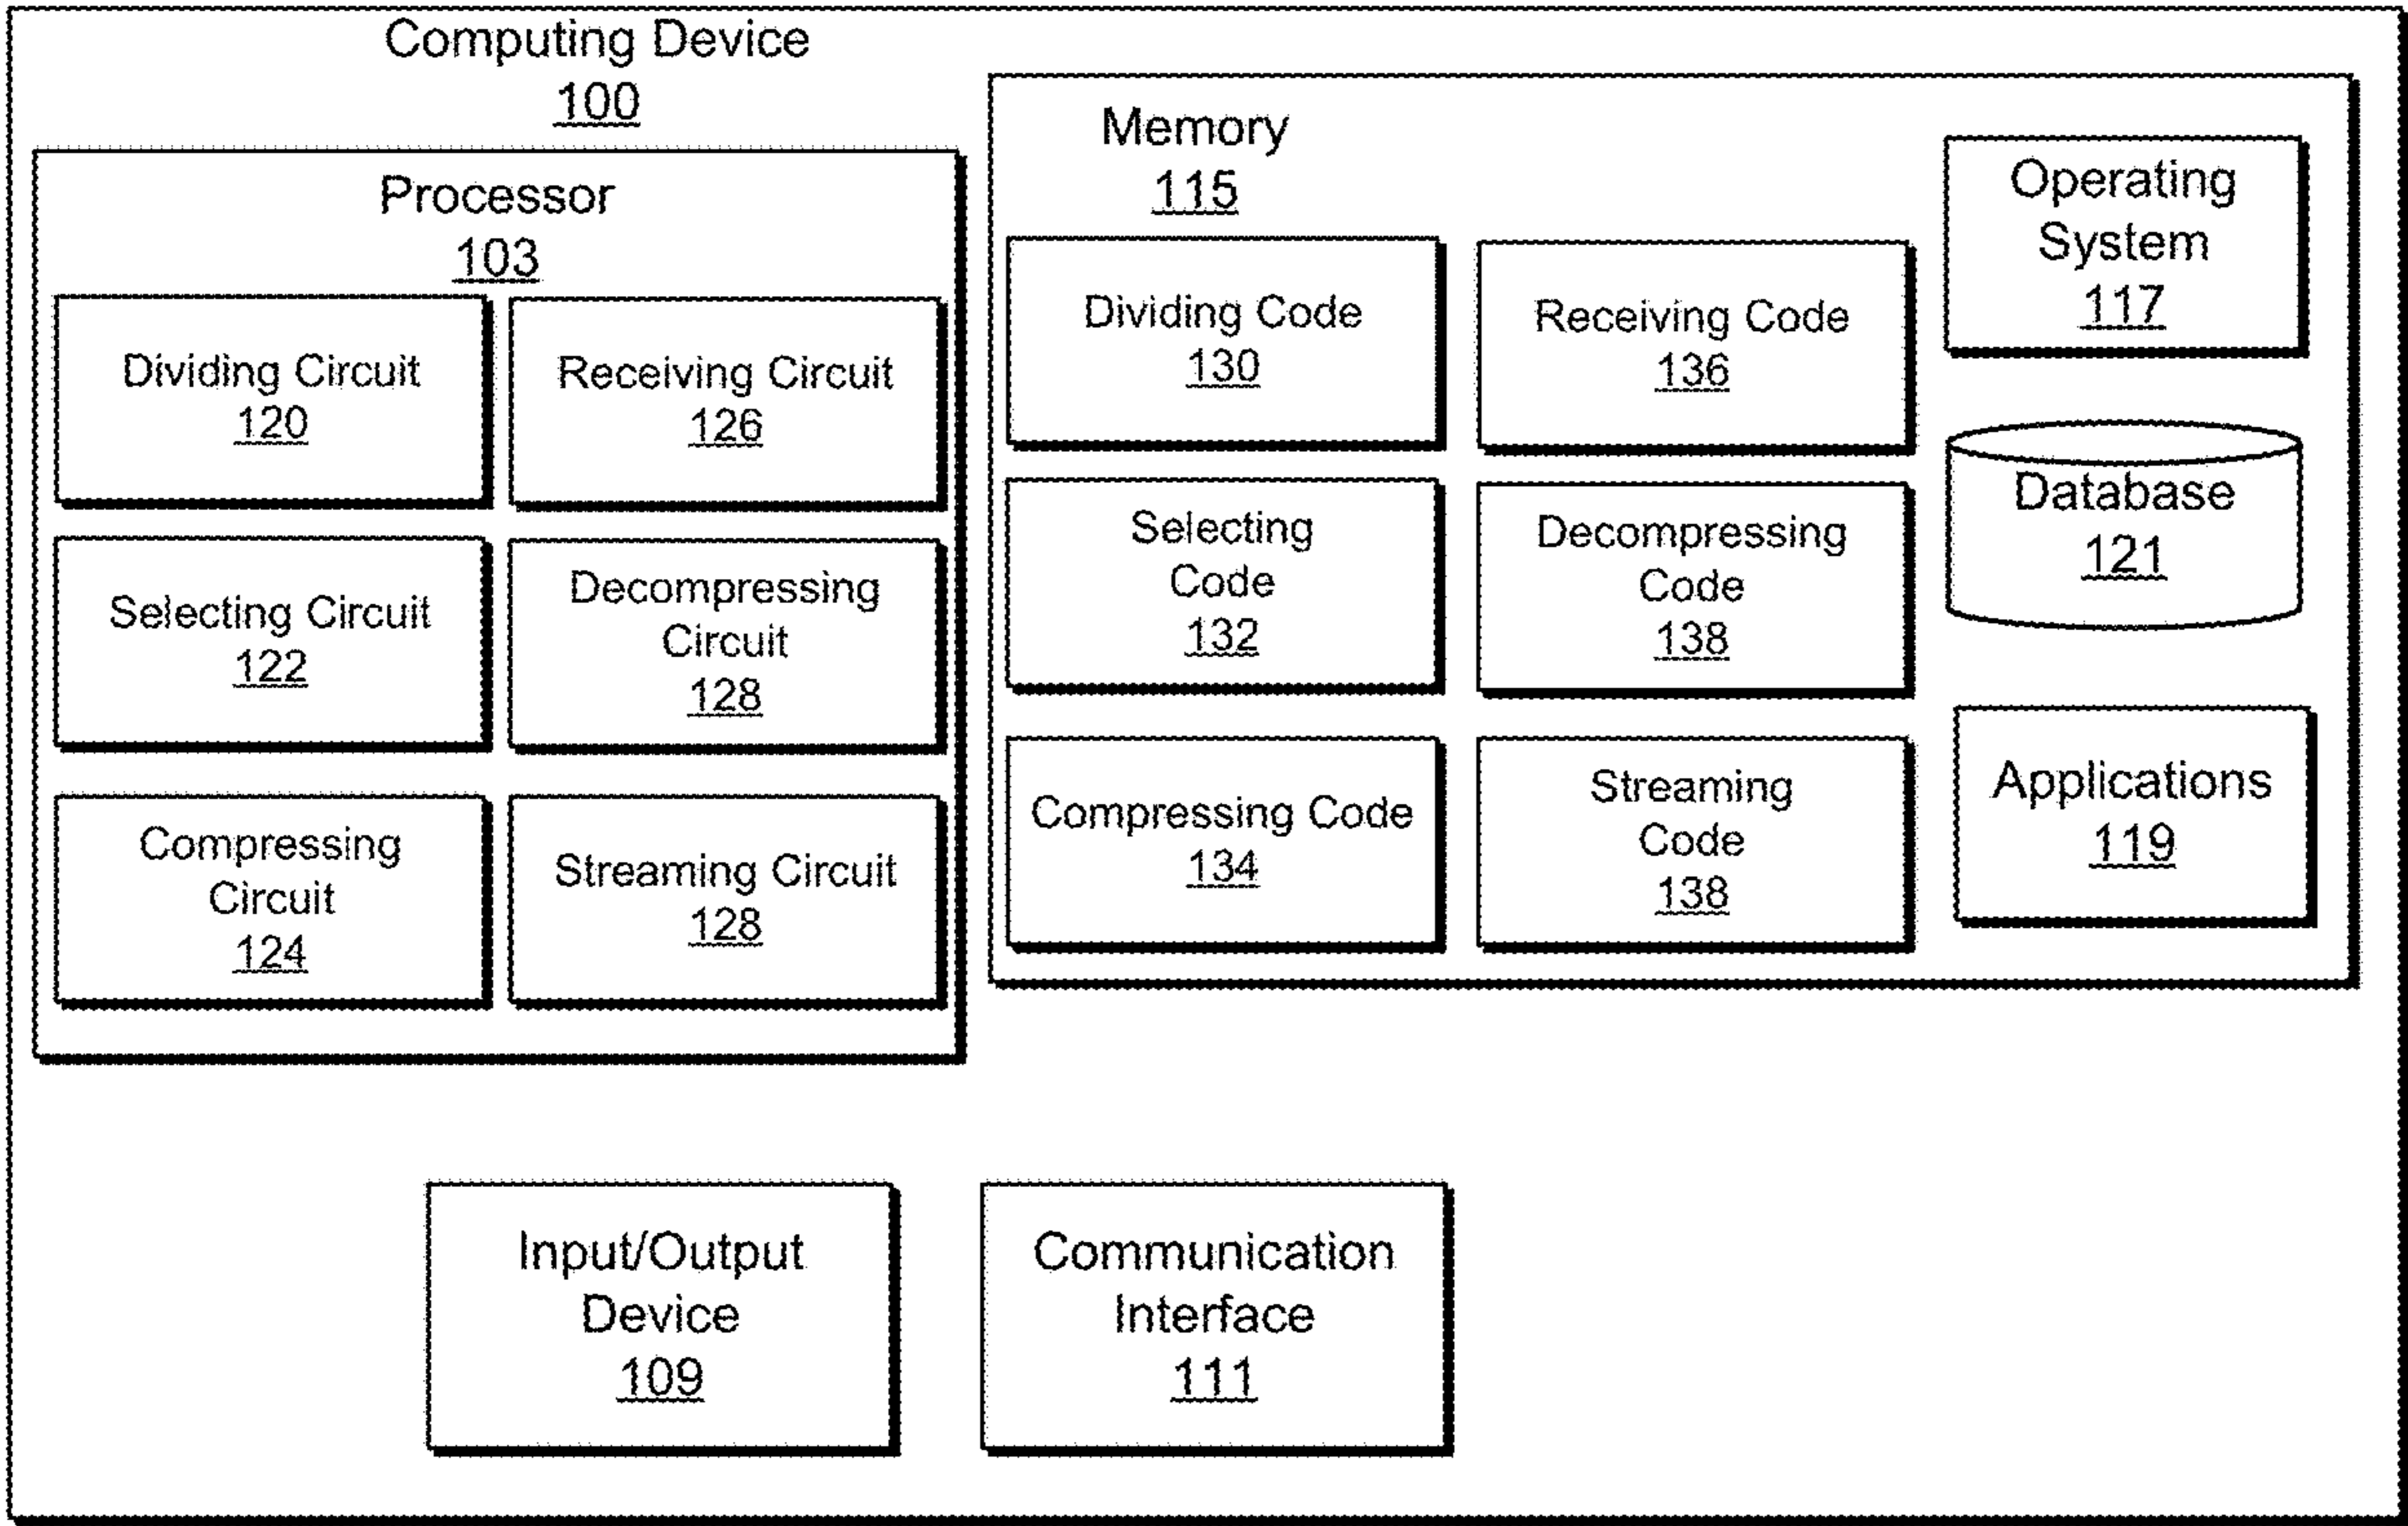 Computing Device
100
Processor
103
Dividing Circuit
120
Receiving Circuit
126
Selecting Circuit
122
Decompressing
Circuit
128
Compressing
Circuit
124
Streaming Circuit
128
Memory
115
Dividing Code
130
Receiving Code
136
Selecting
Code
132
Decompressing
Code
138
Compressing Code
134
Streaming
Code
138
Operating
System
117
Database
121
Applications
119
Input/Output
Device
109
Communication
Interface
111